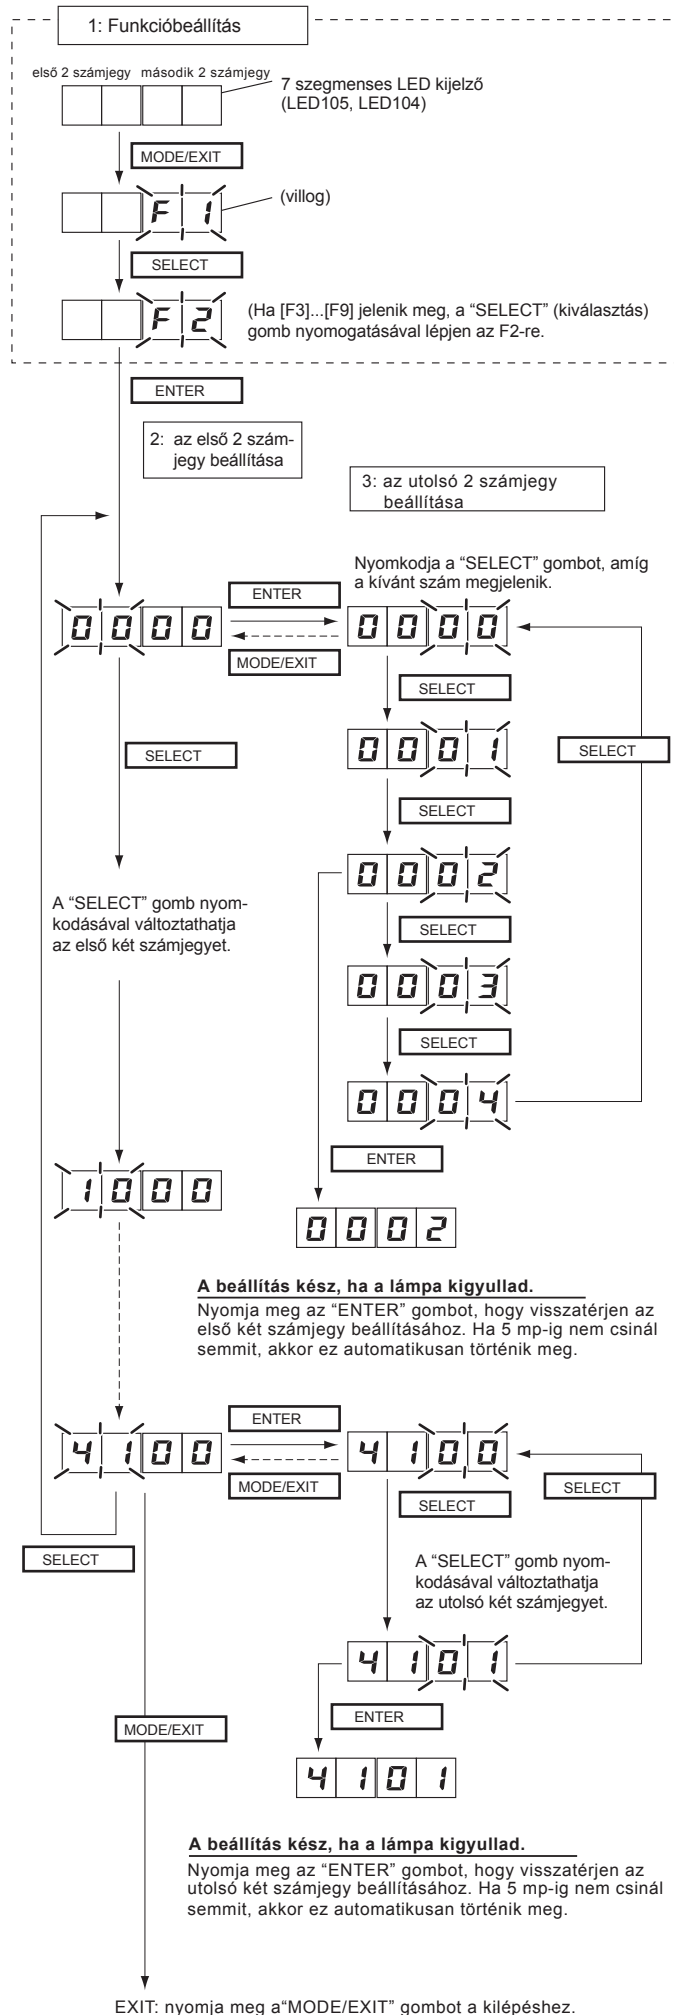 1: Funkcióbeállítás
első 2 számjegy második 2 számjegy
7 szegmenses LED kijelző
(LED105, LED104)
MODE/EXIT
F 1
(villog)
SELECT
F 2
(Ha [F3]...[F9] jelenik meg, a “SELECT” (kiválasztás)
gomb nyomogatásával lépjen az F2-re.
ENTER
2: az első 2 szám-
jegy beállítása
3: az utolsó 2 számjegy
beállítása
Nyomkodja a “SELECT” gombot, amíg
a kívánt szám megjelenik.
ENTER
0 0 0 0
0 0 0 0
MODE/EXIT
SELECT
SELECT
0 0 0 1
SELECT
SELECT
0 0 0 2
A “SELECT” gomb nyom-
kodásával változtathatja
az első két számjegyet.
SELECT
0 0 0 3
SELECT
0 0 0 4
ENTER
1 0 0 0
0 0 0 2
A beállítás kész, ha a lámpa kigyullad.
Nyomja meg az “ENTER” gombot, hogy visszatérjen az
első két számjegy beállításához. Ha 5 mp-ig nem csinál
semmit, akkor ez automatikusan történik meg.
ENTER
4 1 0 0
4 1 0 0
MODE/EXIT
SELECT
SELECT
SELECT
A “SELECT” gomb nyom-
kodásával változtathatja
az utolsó két számjegyet.
4 1 0 1
ENTER
MODE/EXIT
4 1 0 1
A beállítás kész, ha a lámpa kigyullad.
Nyomja meg az “ENTER” gombot, hogy visszatérjen az
utolsó két számjegy beállításához. Ha 5 mp-ig nem csinál
semmit, akkor ez automatikusan történik meg.
EXIT: nyomja meg a“MODE/EXIT” gombot a kilépéshez.